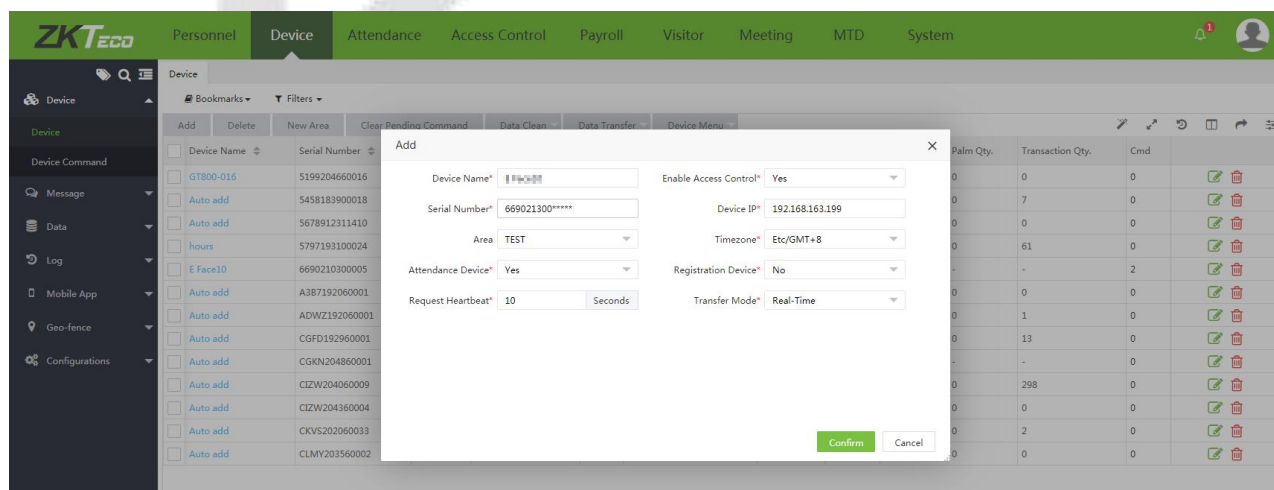 ZKTECO Personnel Device Attendance Access Control Payroll Visitor Meeting MTD System 1
Device
Device
Bookmarks Filters
Device
Device Command
Message
Data
Log
Mobile App
Geo-fence
Configurations
Add Delete New Area Clear Pending Command Data Clean Data Transfer Device Menu
Device Name Serial Number Palm Qty. Transaction Qty. Cmd
GT800-016 5199204660016 0 0 0
Auto add 5458183900018 0 7 0
Auto add 5678912311410 0 0 0
hours 5797193100024 0 61 0
E Face10 6690210300005 - - 2
Auto add A3B7192060001 0 0 0
Auto add ADWZ192060001 0 1 0
Auto add CGFD192960001 0 13 0
Auto add CGKN204860001 - - 0
Auto add CIZW204060009 0 298 0
Auto add CIZW204360004 0 0 0
Auto add CKVS202060033 0 2 0
Auto add CLMY203560002 0 0 0
Add
Device Name* Enable Access Control* Yes
Serial Number* 669021300***** Device IP* 192.168.163.199
Area TEST Timezone* Etc/GMT+8
Attendance Device* Yes Registration Device* No
Request Heartbeat* 10 Seconds Transfer Mode* Real-Time
Confirm Cancel